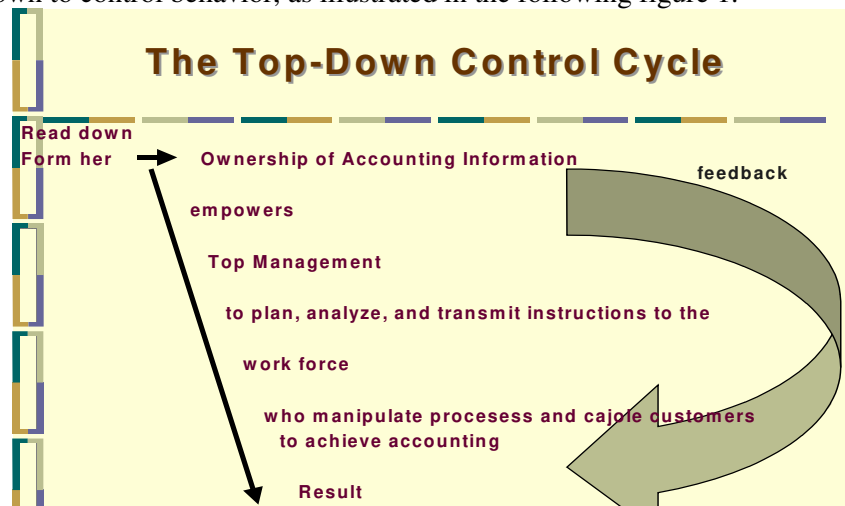 own to control behavior, as illustrated in the following figure 1.
The Top-Down Control Cycle
Read down
Form her
Ownership of Accounting Information
feedback
empowers
Top Management
to plan, analyze, and transmit instructions to the
work force
who manipulate procesess and cajole customers
to achieve accounting
Result